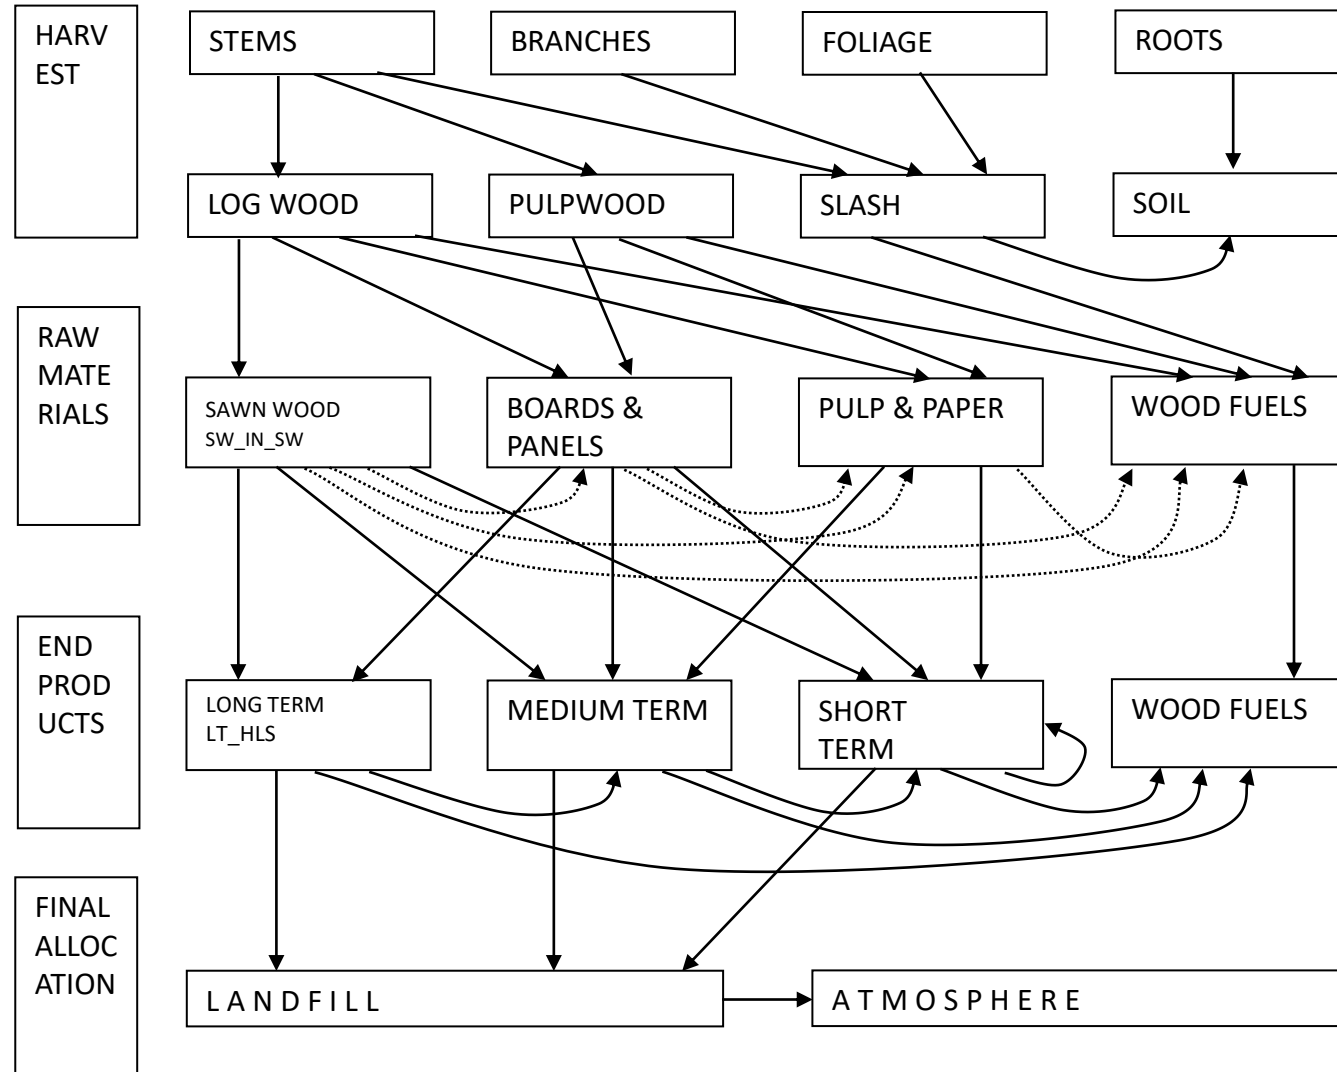 HARV
EST
STEMS
BRANCHES
FOLIAGE
ROOTS
LOG WOOD
PULPWOOD
SLASH
SOIL
RAW
MATE
RIALS
SAWN WOOD
SW_IN_SW
BOARDS &
PANELS
PULP & PAPER
WOOD FUELS
END
PROD
UCTS
LONG TERM
LT_HLS
MEDIUM TERM
SHORT
TERM
WOOD FUELS
FINAL
ALLOC
ATION
L A N D F I L L
A T M O S P H E R E